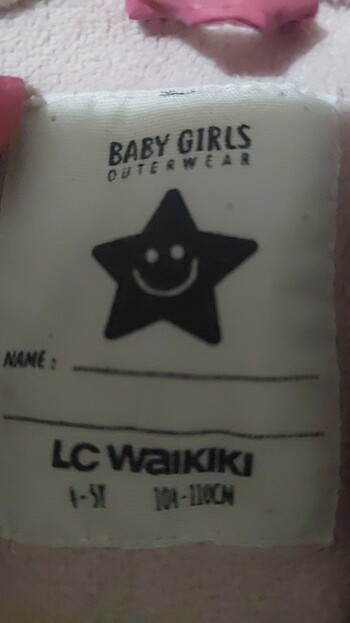 BABY GIRLS
OUTERWEAR
NAME :
LC WAIKIKI
4-5Y 104-110CM